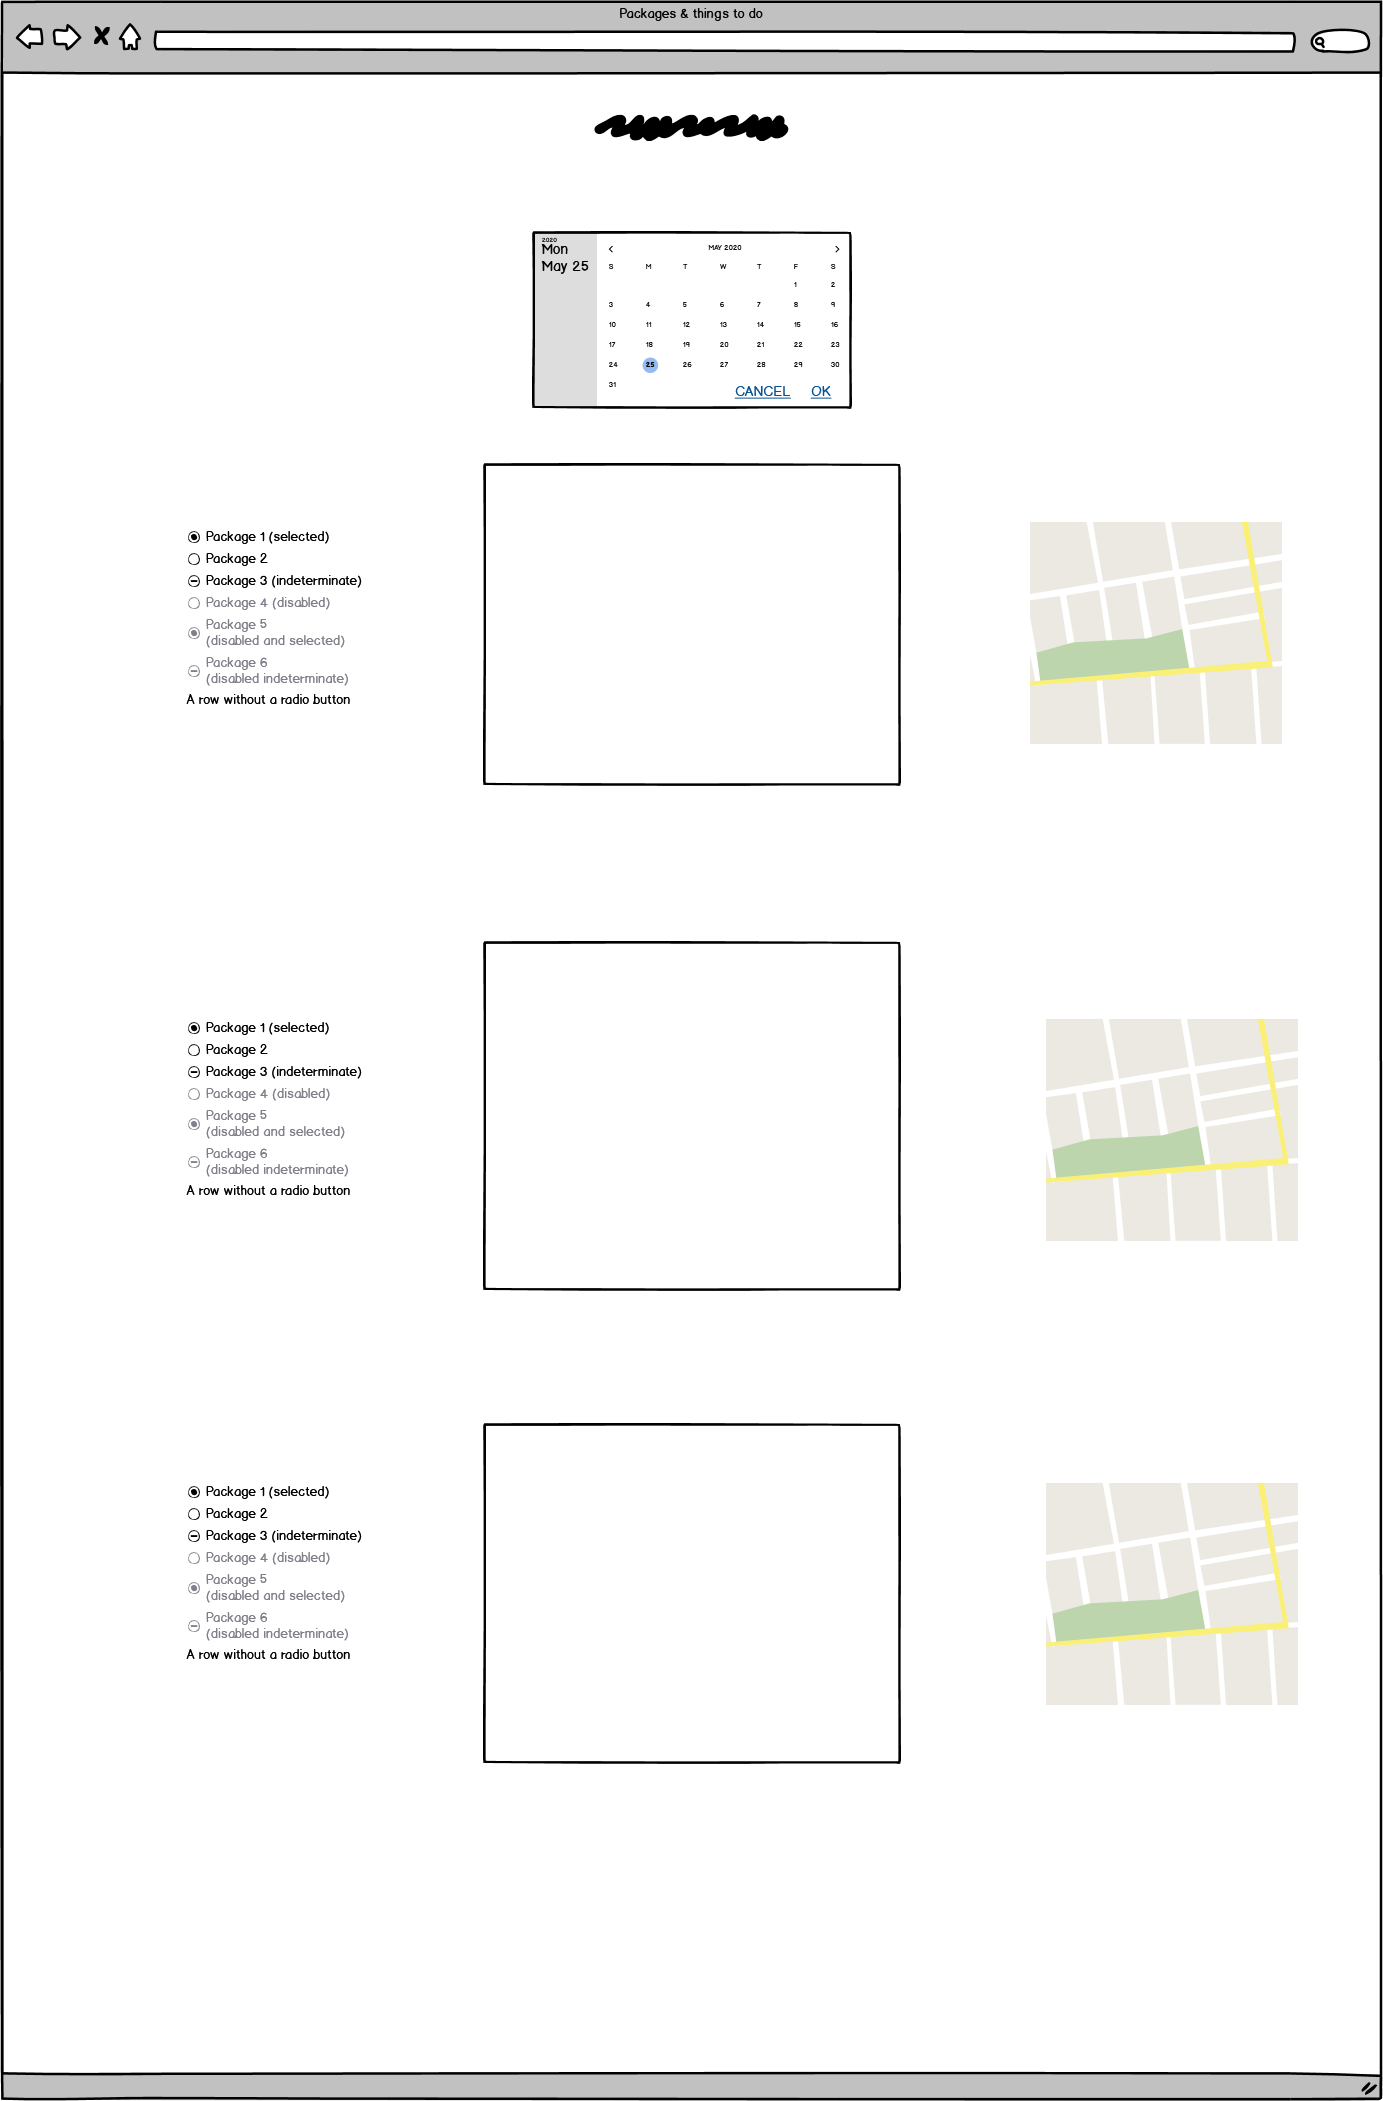 Packages & things to do
2020
Mon
May 25
MAY 2020
S M T W T F S
1 2
3 4 5 6 7 8 9
10 11 12 13 14 15 16
17 18 19 20 21 22 23
24 25 26 27 28 29 30
31
CANCEL OK
Package 1 (selected)
Package 2
Package 3 (indeterminate)
Package 4 (disabled)
Package 5
(disabled and selected)
Package 6
(disabled indeterminate)
A row without a radio button
Package 1 (selected)
Package 2
Package 3 (indeterminate)
Package 4 (disabled)
Package 5
(disabled and selected)
Package 6
(disabled indeterminate)
A row without a radio button
Package 1 (selected)
Package 2
Package 3 (indeterminate)
Package 4 (disabled)
Package 5
(disabled and selected)
Package 6
(disabled indeterminate)
A row without a radio button